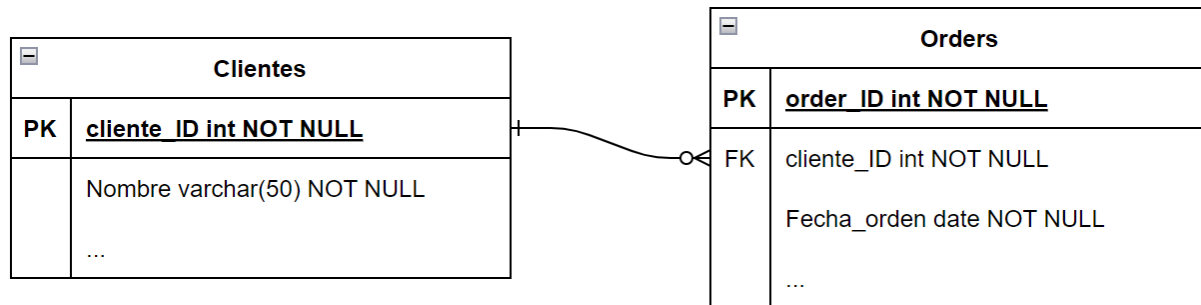 Clientes
PK cliente_ID int NOT NULL
Nombre varchar(50) NOT NULL
...
Orders
PK order_ID int NOT NULL
FK cliente_ID int NOT NULL
Fecha_orden date NOT NULL
...